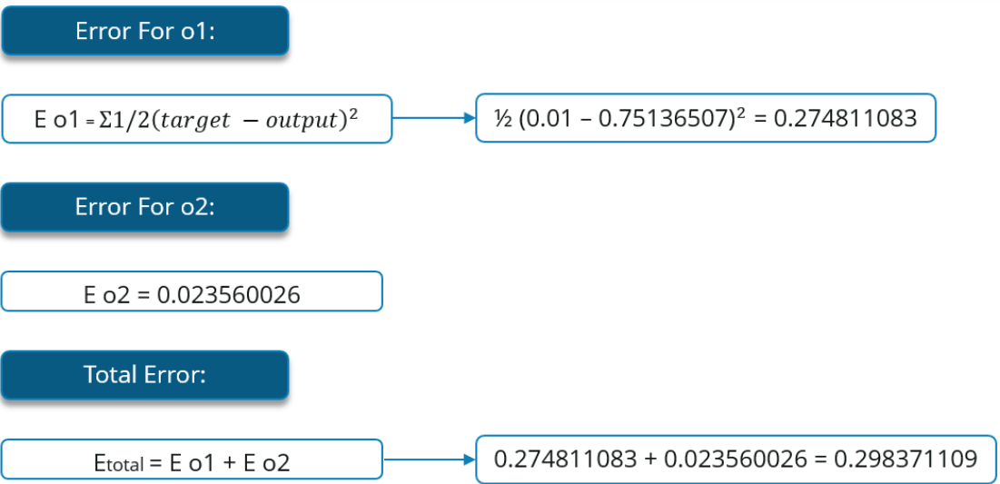 Error For o1:
E o1 = Σ1/2(target − output)²
½ (0.01 – 0.75136507)² = 0.274811083
Error For o2:
E o2 = 0.023560026
Total Error:
Etotal = E o1 + E o2
0.274811083 + 0.023560026 = 0.298371109